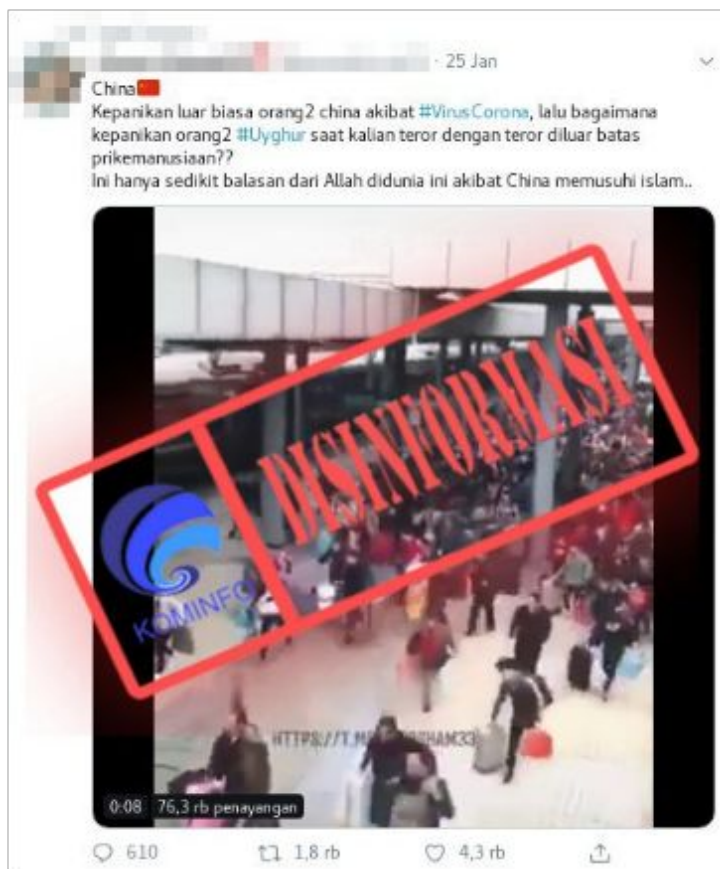 · 25 Jan
China
Kepanikan luar biasa orang2 china akibat #VirusCorona, lalu bagaimana
kepanikan orang2 #Uyghur saat kalian teror dengan teror diluar batas
prikemanusiaan??
Ini hanya sedikit balasan dari Allah didunia ini akibat China memusuhi islam..
DISINFORMASI
KOMINFO
HTTPS://T.M
HAM33
0:08 76,3 rb penayangan
610 1,8 rb 4,3 rb